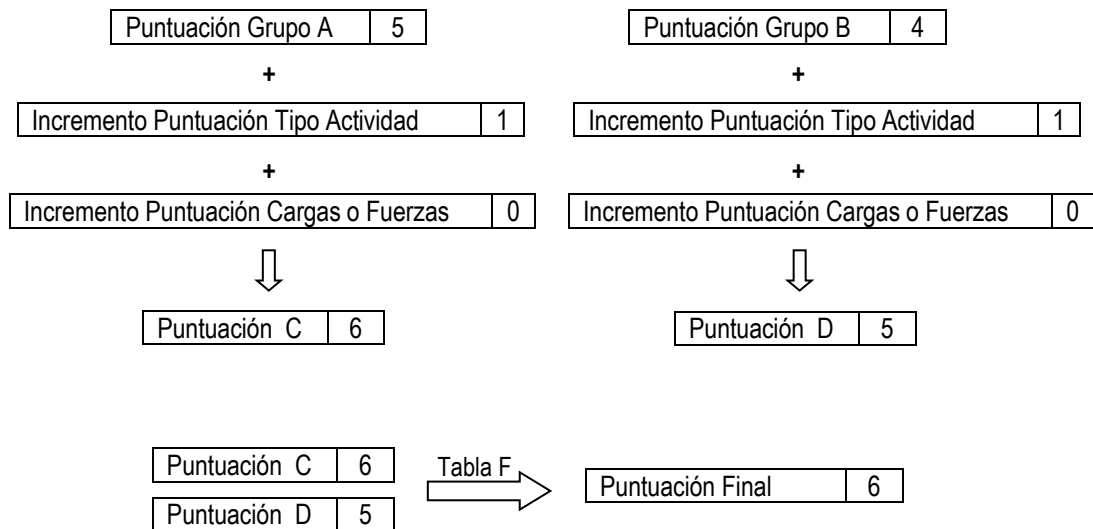 Puntuación Grupo A 5
Puntuación Grupo B 4
+
+
Incremento Puntuación Tipo Actividad 1
Incremento Puntuación Tipo Actividad 1
+
+
Incremento Puntuación Cargas o Fuerzas 0
Incremento Puntuación Cargas o Fuerzas 0
Puntuación C 6
Puntuación D 5
Puntuación C 6
Tabla F
Puntuación Final 6
Puntuación D 5